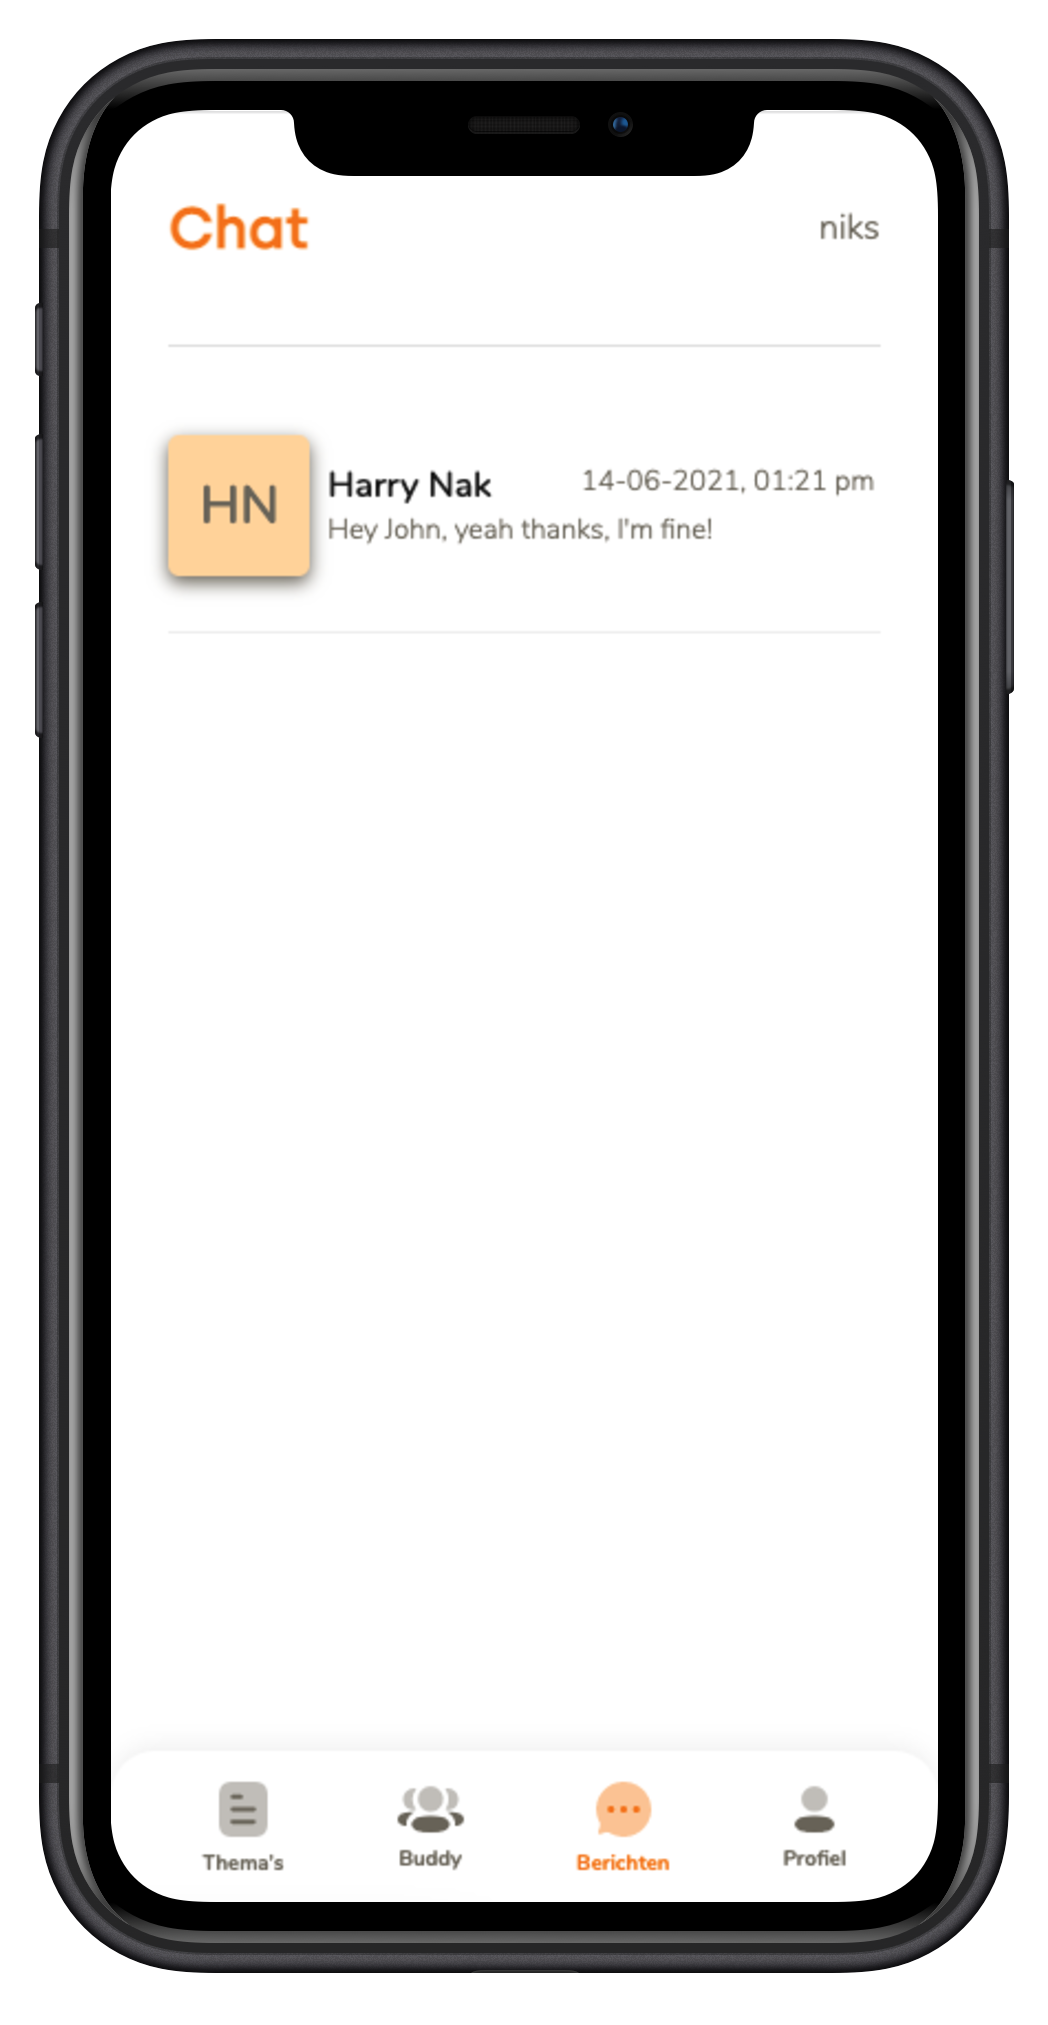 Chat
niks
HN
Harry Nak
14-06-2021, 01:21 pm
Hey John, yeah thanks, I'm fine!
Thema's
Buddy
Berichten
Profiel